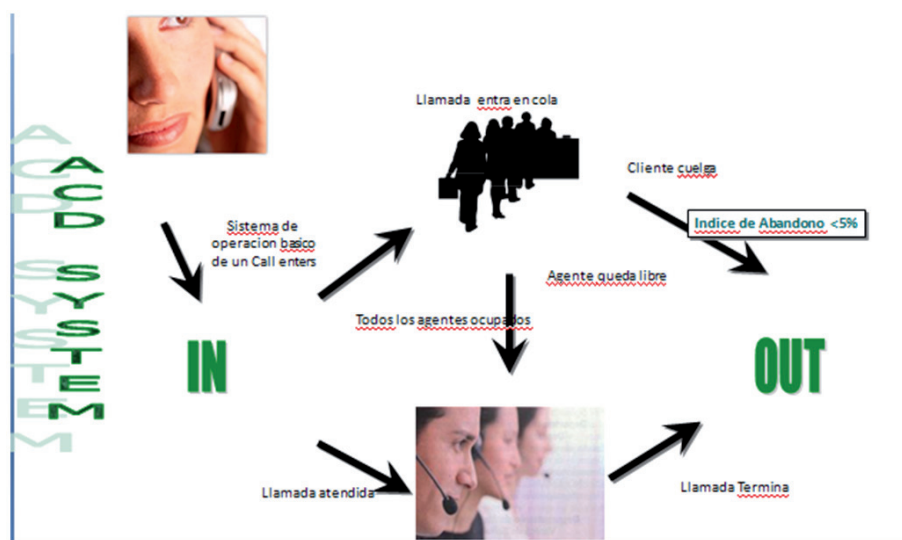 ACD SYSTEM
Llamada entra en cola
Cliente cuelga
Sistema de
operacion basico
de un Call enters
Indice de Abandono <5%
Agente queda libre
Todos los agentes ocupados
IN
OUT
Llamada atendida
Llamada Termina